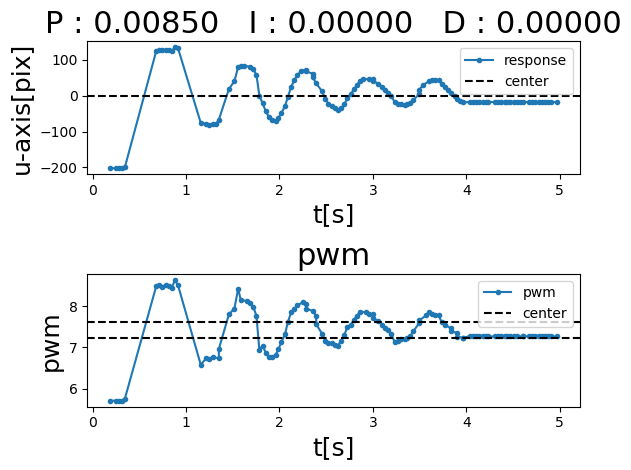 P : 0.00850 I : 0.00000 D : 0.00000
u-axis[pix]
100
0
−100
−200
response
center
0 1 2 3 4 5
t[s]
pwm
pwm
8
7
6
pwm
center
0 1 2 3 4 5
t[s]